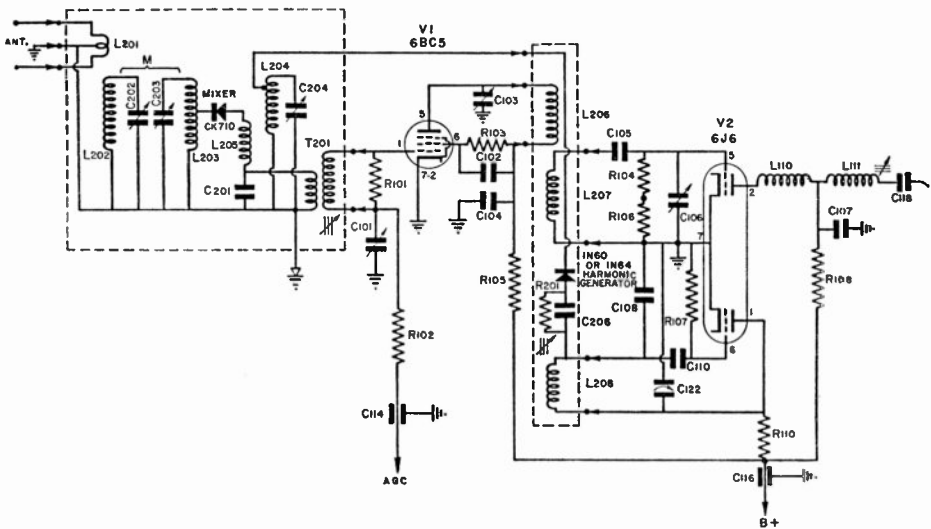 V1
6BC5
ANT.
L201
M
C202
C203
MIXER
CK710
L204
C204
L205
L202
L203
C201
T201
R101
C101
R102
C114
AGC
1
5
6
7-2
C103
R103
C102
C104
R105
L206
C105
L207
R104
R106
C106
V2
6J6
5
2
7
1
6
L110
L111
C118
C107
R108
IN60
OR IN64
HARMONIC
GENERATOR
R201
C206
C108
R107
C110
C122
L208
R110
C116
B+